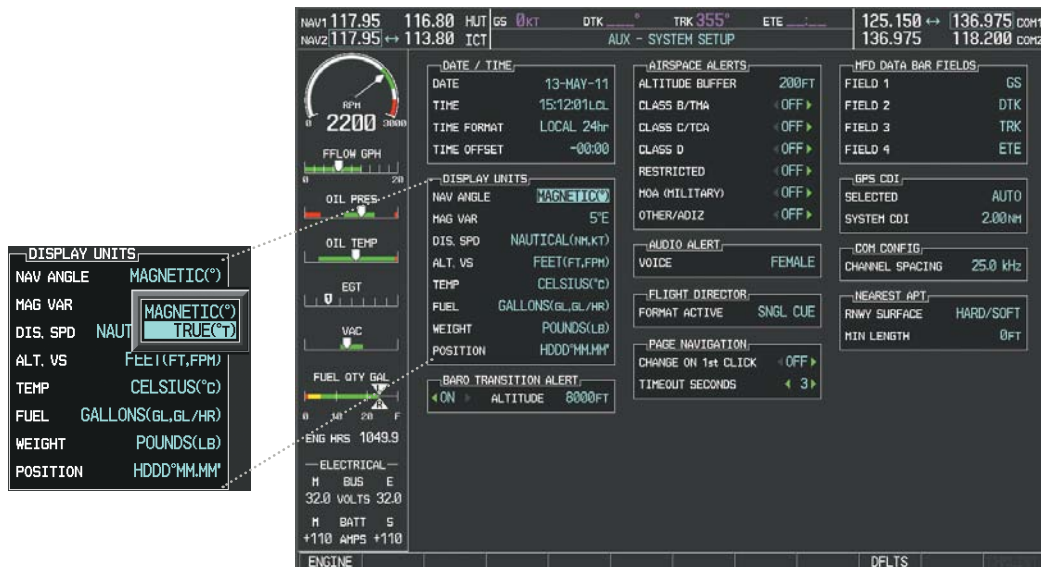 NAV1 117.95 116.80 HUT GS 0KT DTK ___° TRK 355° ETE __:__ 125.150 ↔ 136.975 COM1
NAV2 117.95 ↔ 113.80 ICT AUX - SYSTEM SETUP 136.975 118.200 COM2
RPM
0 2200 3000
FFLOW GPH
0 20
OIL PRES
OIL TEMP
EGT
VAC
FUEL QTY GAL
L
R
0 10 20 F
ENG HRS 1049.9
ELECTRICAL
M BUS E
32.0 VOLTS 32.0
M BATT S
+110 AMPS +110
DATE / TIME
DATE 13-MAY-11
TIME 15:12:01LCL
TIME FORMAT LOCAL 24hr
TIME OFFSET -00:00
DISPLAY UNITS
NAV ANGLE MAGNETIC(°)
MAG VAR 5°E
DIS, SPD NAUTICAL(NM,KT)
ALT, VS FEET(FT,FPM)
TEMP CELSIUS(°C)
FUEL GALLONS(GL,GL/HR)
WEIGHT POUNDS(LB)
POSITION HDDD°MM.MM'
BARO TRANSITION ALERT
ON ALTITUDE 8000FT
AIRSPACE ALERTS
ALTITUDE BUFFER 200FT
CLASS B/TMA OFF
CLASS C/TCA OFF
CLASS D OFF
RESTRICTED OFF
MOA (MILITARY) OFF
OTHER/ADIZ OFF
AUDIO ALERT
VOICE FEMALE
FLIGHT DIRECTOR
FORMAT ACTIVE SNGL CUE
PAGE NAVIGATION
CHANGE ON 1st CLICK OFF
TIMEOUT SECONDS 3
MFD DATA BAR FIELDS
FIELD 1 GS
FIELD 2 DTK
FIELD 3 TRK
FIELD 4 ETE
GPS CDI
SELECTED AUTO
SYSTEM CDI 2.00NM
COM CONFIG
CHANNEL SPACING 25.0 kHz
NEAREST APT
RNWY SURFACE HARD/SOFT
MIN LENGTH 0FT
ENGINE DFLTS
DISPLAY UNITS
NAV ANGLE MAGNETIC(°)
MAG VAR MAGNETIC(°)
DIS, SPD NAUT TRUE(°T)
ALT, VS FEET(FT,FPM)
TEMP CELSIUS(°C)
FUEL GALLONS(GL,GL/HR)
WEIGHT POUNDS(LB)
POSITION HDDD°MM.MM'